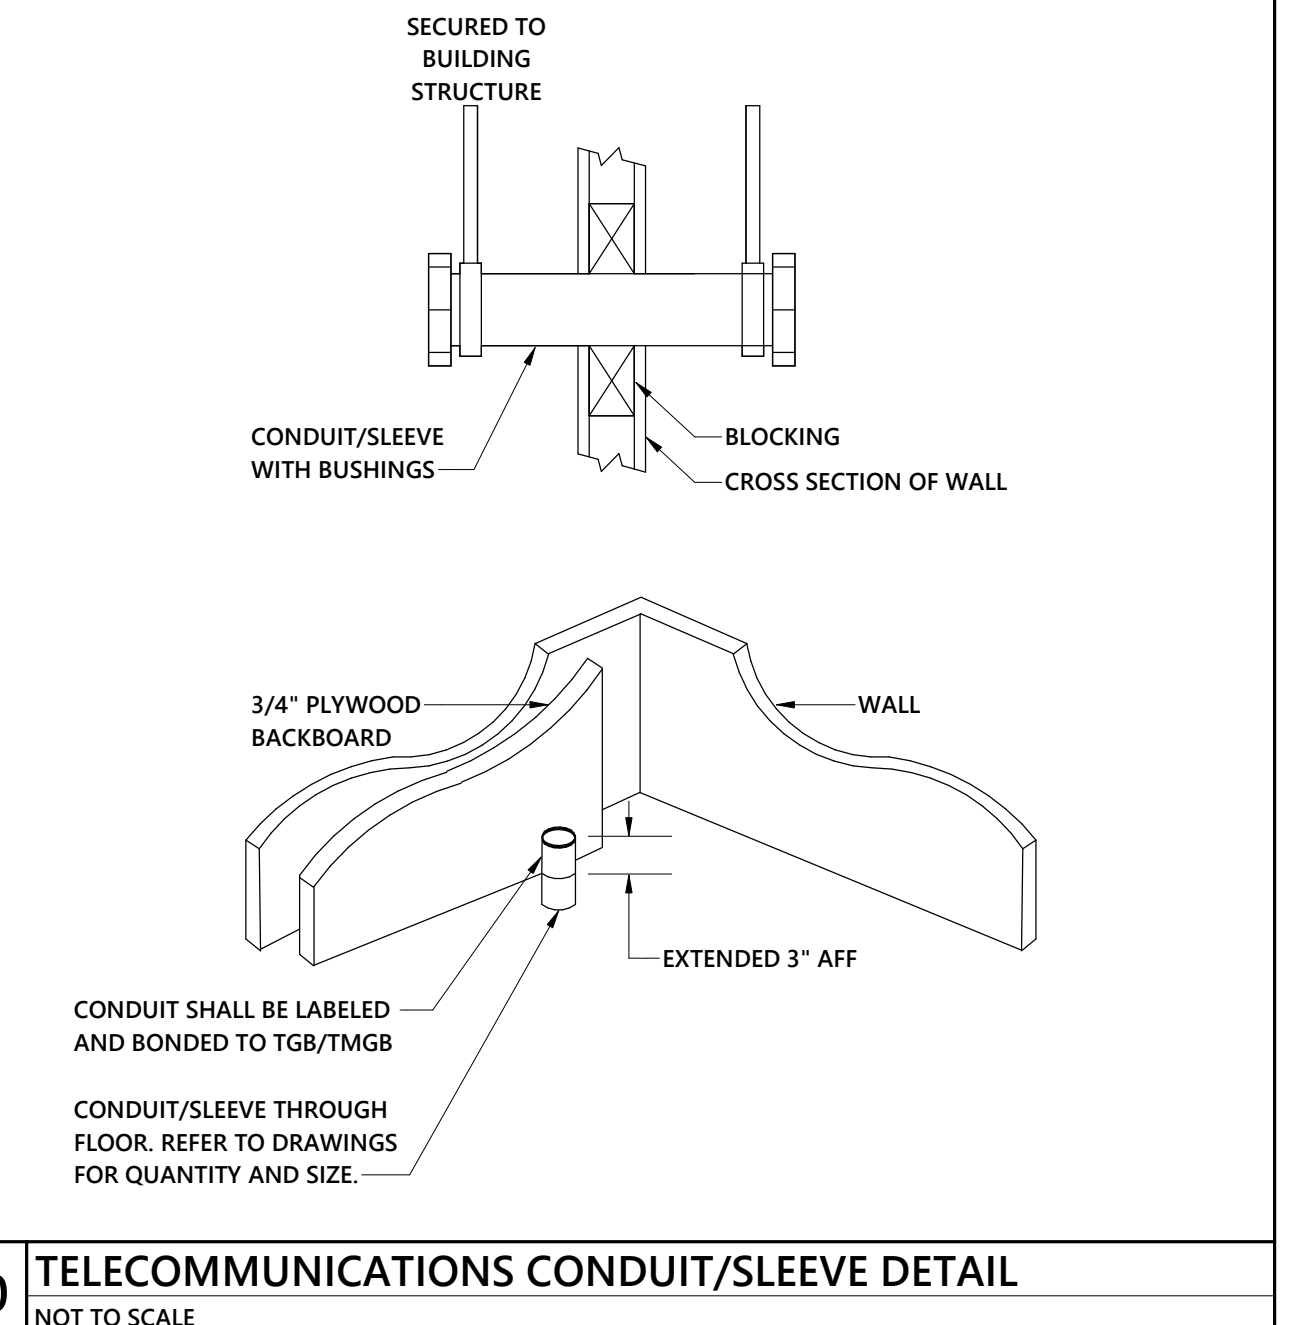 SECURED TO
BUILDING
STRUCTURE
CONDUIT/SLEEVE
WITH BUSHINGS
BLOCKING
CROSS SECTION OF WALL
3/4" PLYWOOD
BACKBOARD
WALL
EXTENDED 3" AFF
CONDUIT SHALL BE LABELED
AND BONDED TO TGB/TMGB
CONDUIT/SLEEVE THROUGH
FLOOR. REFER TO DRAWINGS
FOR QUANTITY AND SIZE.
TELECOMMUNICATIONS CONDUIT/SLEEVE DETAIL
NOT TO SCALE